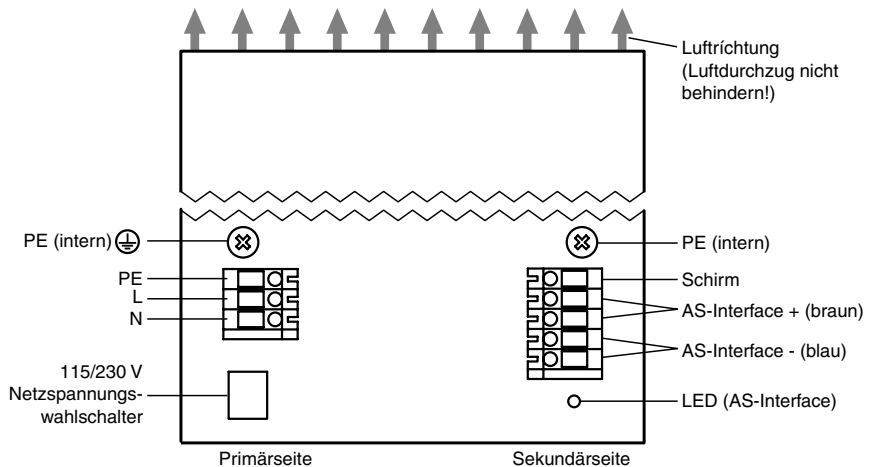 Luftríchtung
(Luftdurchzug nicht
behindern!)
PE (intern)
PE (intern)
PE
L
N
Schirm
AS-Interface + (braun)
AS-Interface - (blau)
115/230 V
Netzspannungs-
wahlschalter
LED (AS-Interface)
Primärseite
Sekundärseite